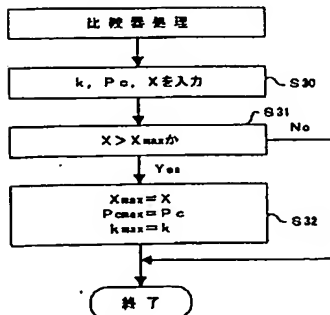 比較器処理
k, Pc, Xを入力
S30
S31
X>Xmaxか
No
Yes
Xmax=X
Pcmax=Pc
kmax=k
S32
終了